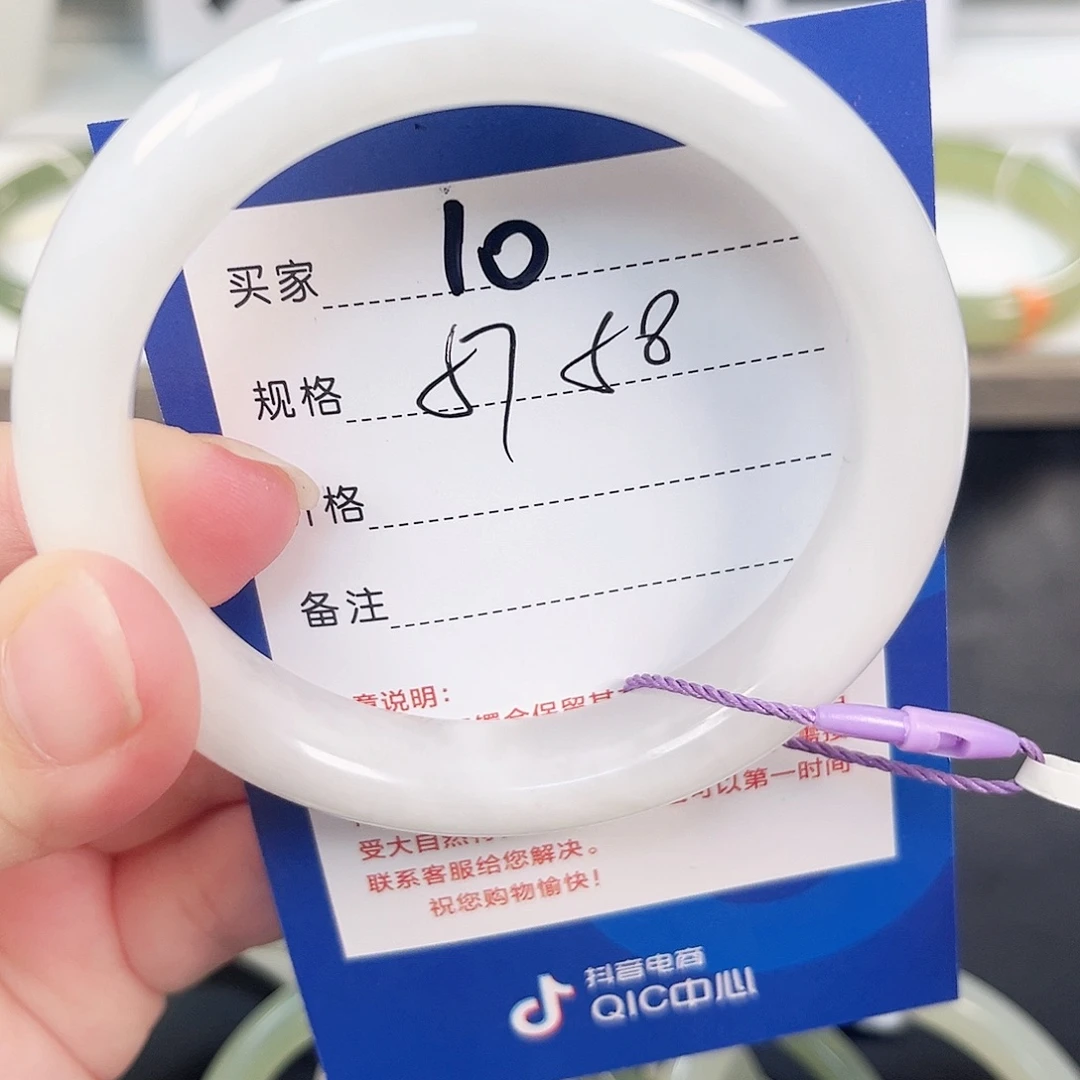 买家 10
规格 57 58
格
备注
意说明：
可以第一时间
受大自然
联系客服给您解决。
祝您购物愉快！
抖音电商
QIC中心